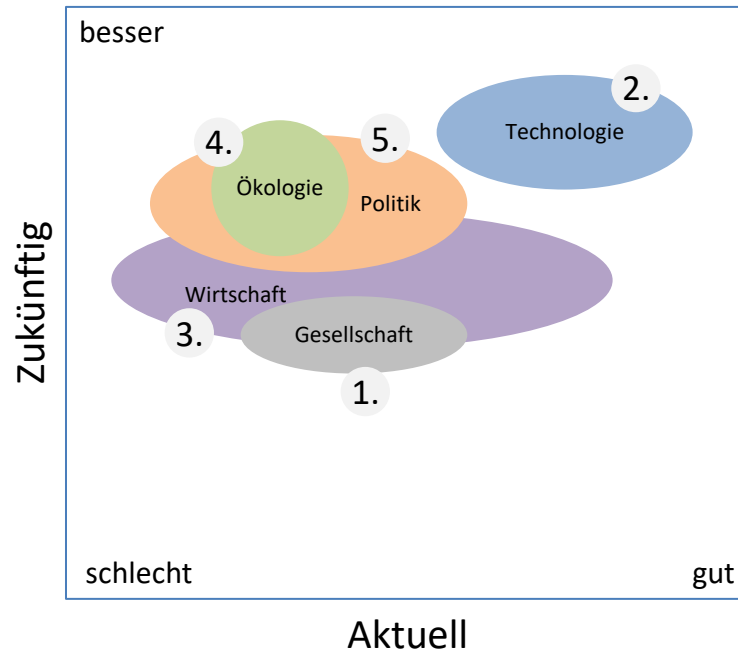 besser
2.
Technologie
4.
5.
Ökologie
Politik
Zukünftig
Wirtschaft
3.
Gesellschaft
1.
schlecht
gut
Aktuell